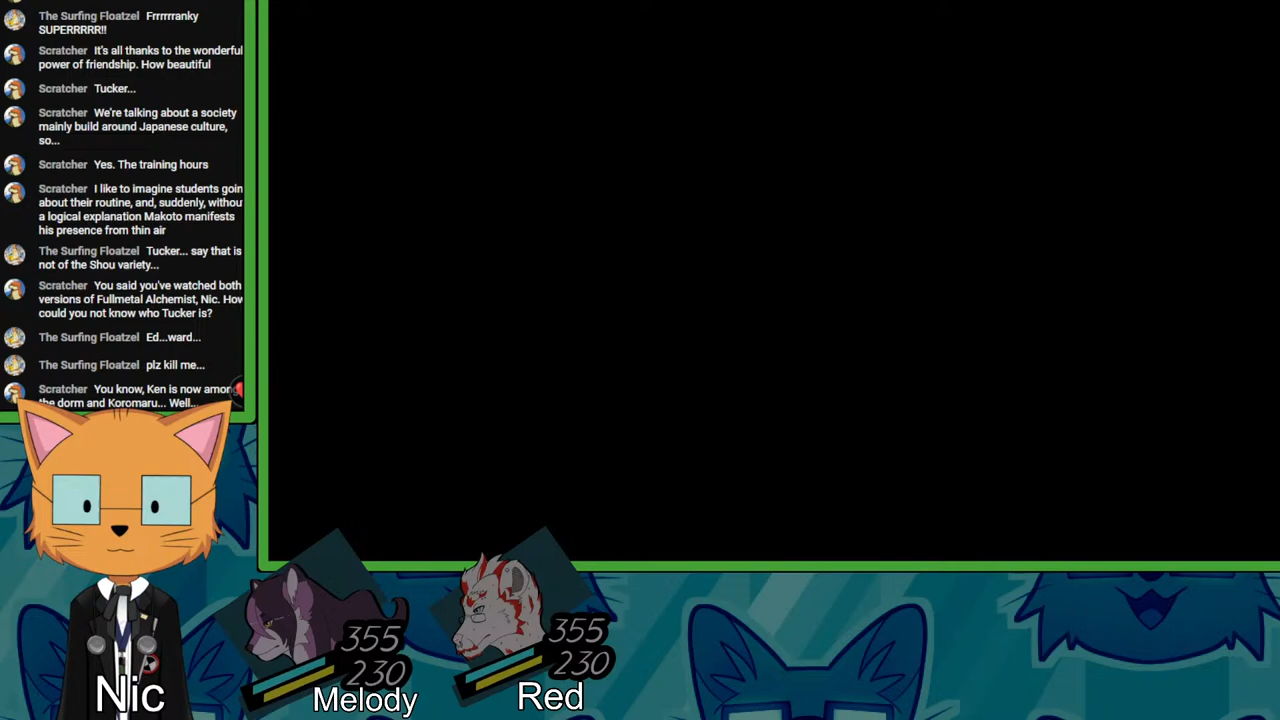 The Surfing Floatzel Frrrrrranky
SUPERRRRR!!
Scratcher It's all thanks to the wonderful
power of friendship. How beautiful
Scratcher Tucker...
Scratcher We're talking about a society
mainly build around Japanese culture,
so...
Scratcher Yes. The training hours
Scratcher I like to imagine students goin
about their routine, and, suddenly, withou
a logical explanation Makoto manifests
his presence from thin air
The Surfing Floatzel Tucker... say that is
not of the Shou variety...
Scratcher You said you've watched both
versions of Fullmetal Alchemist, Nic. How
could you not know who Tucker is?
The Surfing Floatzel Ed...ward...
The Surfing Floatzel plz kill me...
Scratcher You know, Ken is now among
the dorm and Koromaru... Well...
Nic
355
230
Melody
355
230
Red